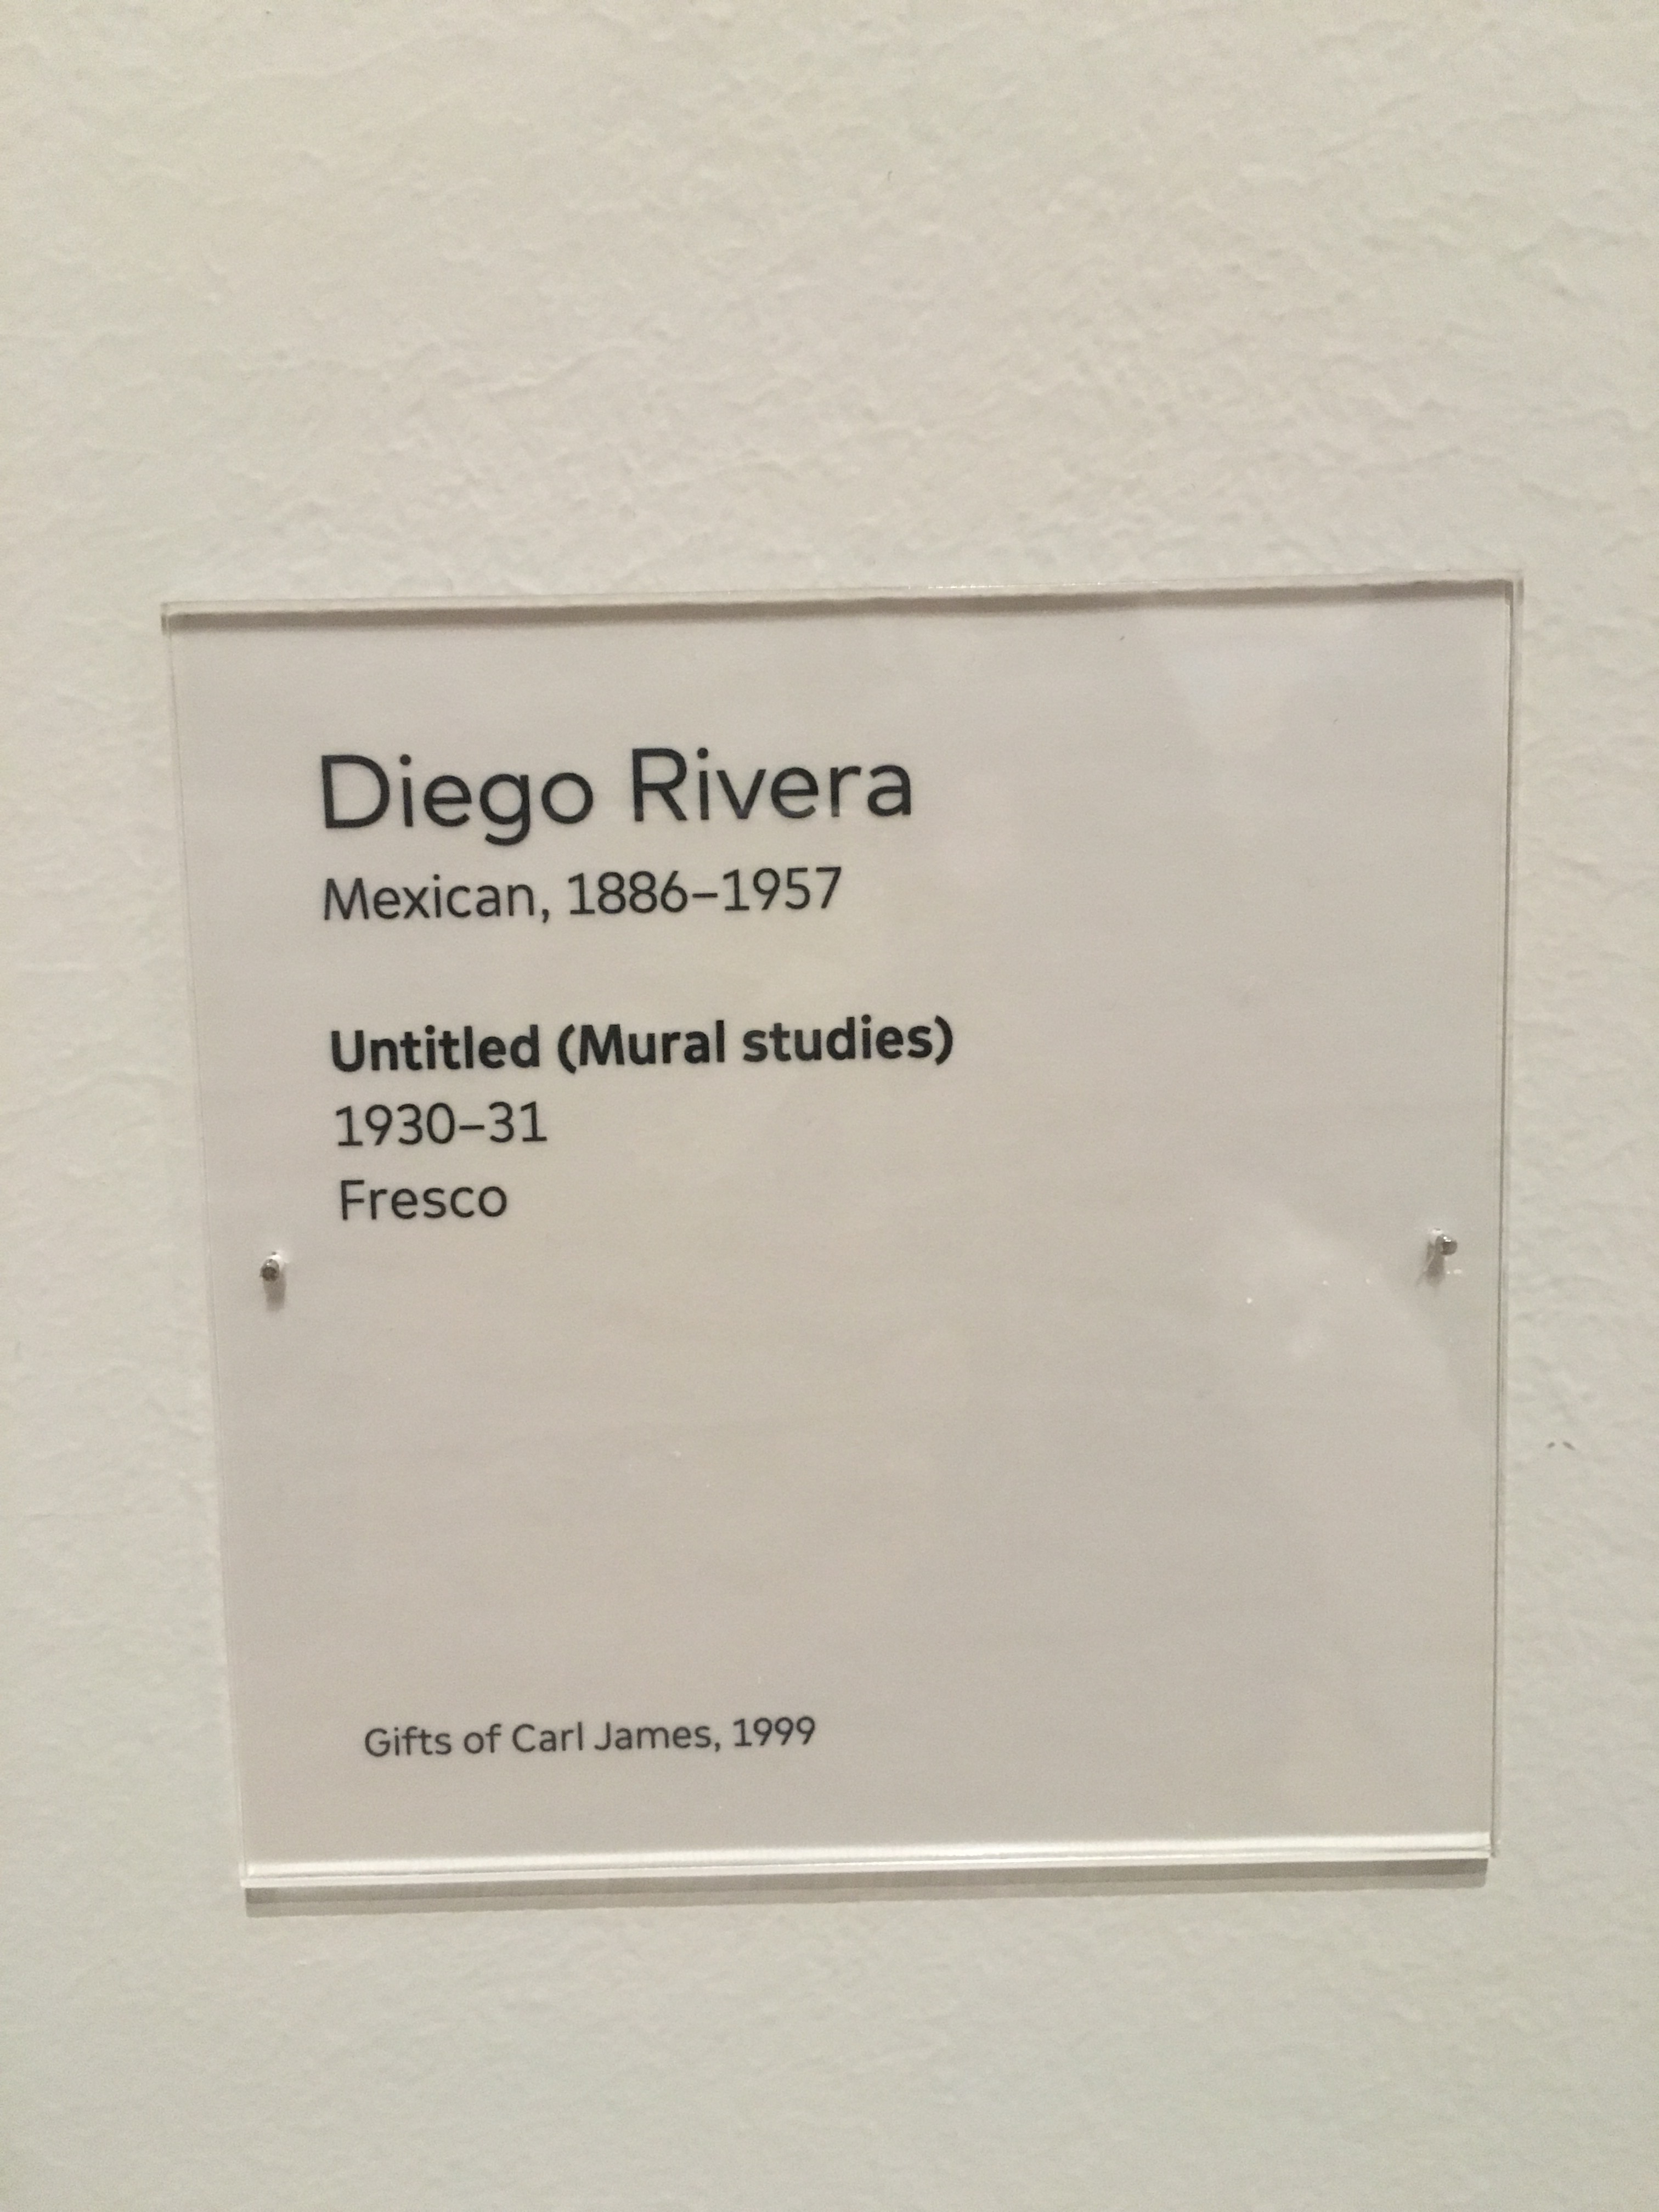 Diego Rivera
Mexican, 1886–1957
Untitled (Mural studies)
1930–31
Fresco
Gifts of Carl James, 1999